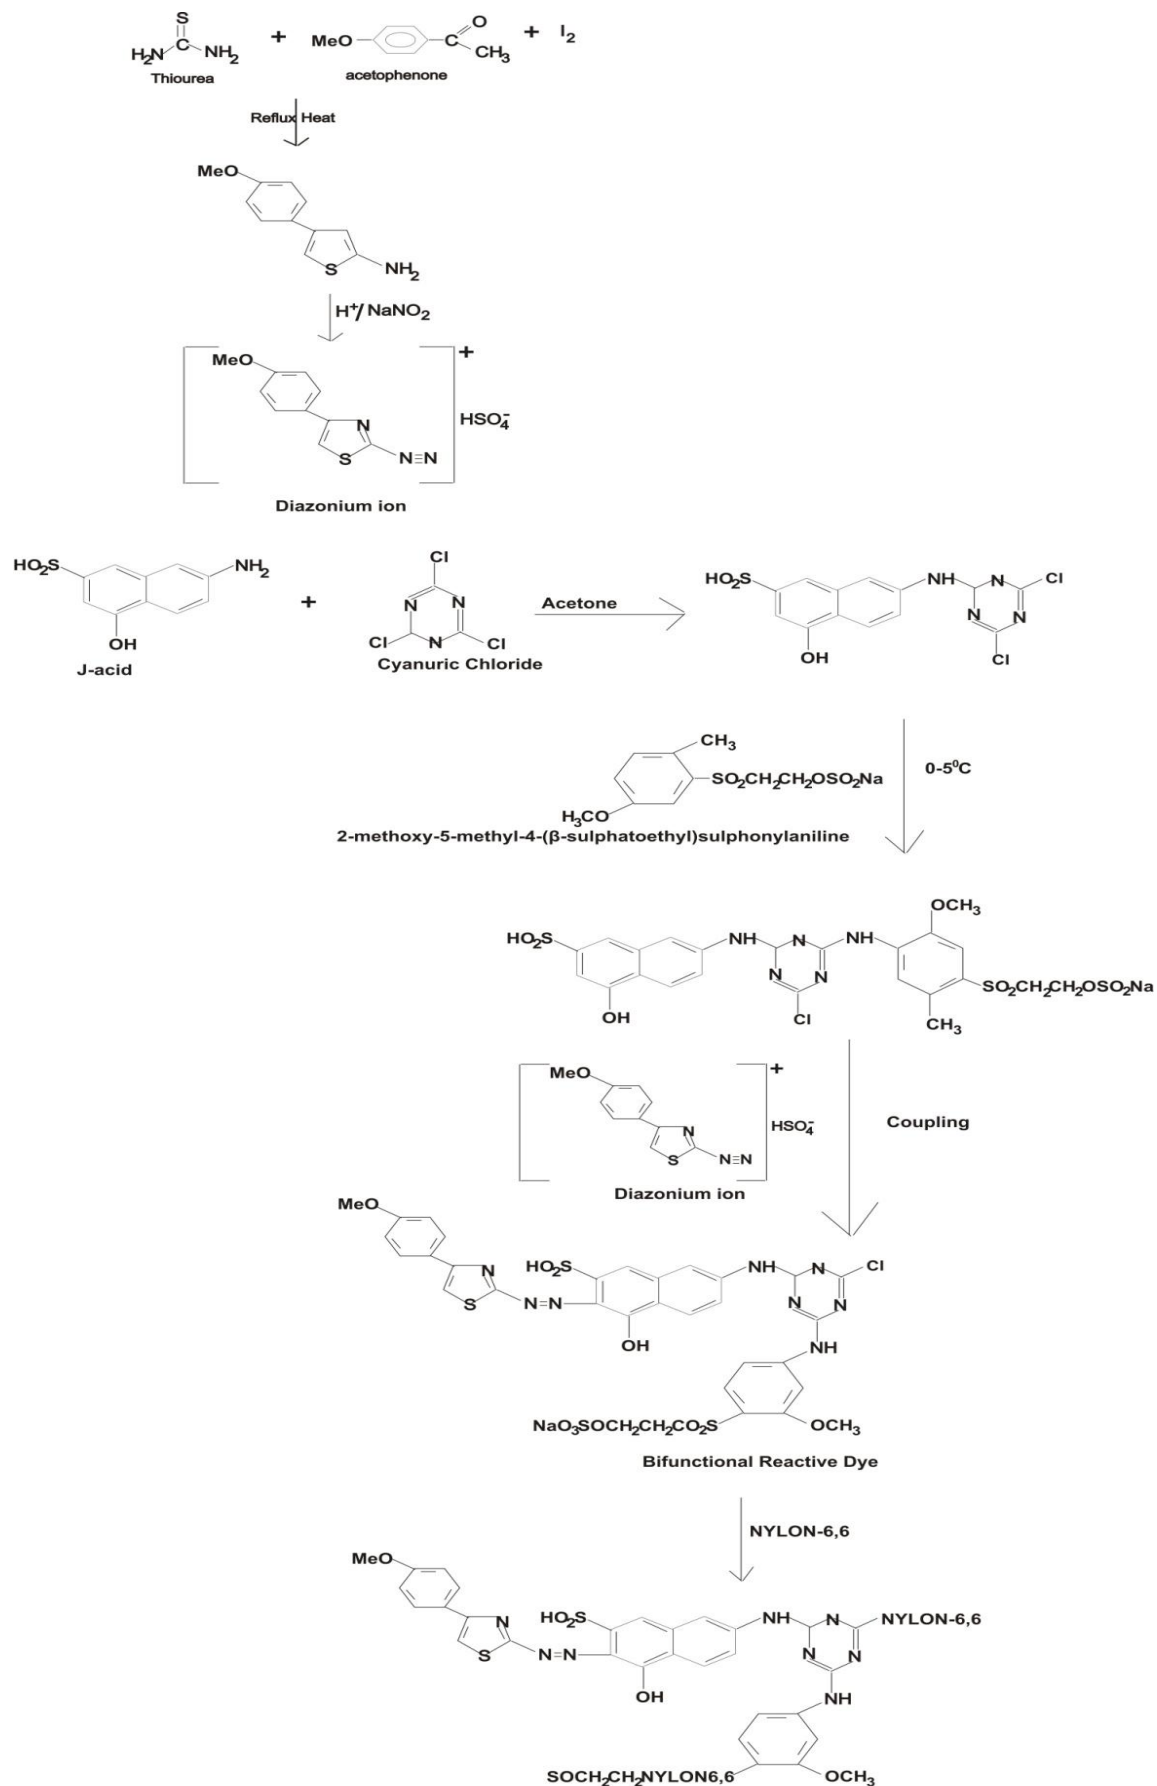 S
C
H₂N NH₂
Thiourea
+
MeO C O CH₃
acetophenone
+ I₂
Reflux Heat
MeO
S NH₂
H⁺/NaNO₂
MeO
N
S N=N
+
HSO₄⁻
Diazonium ion
HO₂S NH₂
OH
J-acid
+
Cl
N N
Cl N Cl
Cyanuric Chloride
Acetone
HO₂S NH N Cl
N N
OH Cl
CH₃
SO₂CH₂CH₂OSO₂Na
H₃CO
2-methoxy-5-methyl-4-(β-sulphatoethyl)sulphonylaniline
0-5⁰C
OCH₃
HO₂S NH N NH
N N
SO₂CH₂CH₂OSO₂Na
OH Cl CH₃
MeO
N
S N=N
+
HSO₄⁻
Diazonium ion
Coupling
MeO
N HO₂S NH N Cl
S N=N N N
OH NH
NaO₃SOCH₂CH₂CO₂S OCH₃
Bifunctional Reactive Dye
NYLON-6,6
MeO
N HO₂S NH N NYLON-6,6
S N=N N N
OH NH
SOCH₂CH₂NYLON6,6 OCH₃